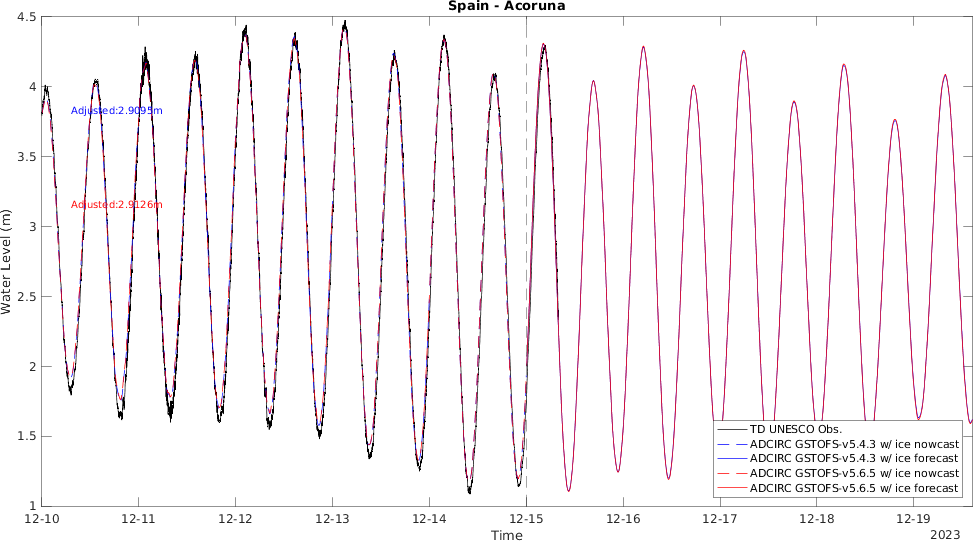 Spain - Acoruna
4.5
4
3.5
3
2.5
2
1.5
1
Water Level (m)
Adjusted:2.9095m
Adjusted:2.9126m
TD UNESCO Obs.
ADCIRC GSTOFS-v5.4.3 w/ ice nowcast
ADCIRC GSTOFS-v5.4.3 w/ ice forecast
ADCIRC GSTOFS-v5.6.5 w/ ice nowcast
ADCIRC GSTOFS-v5.6.5 w/ ice forecast
12-10 12-11 12-12 12-13 12-14 12-15 12-16 12-17 12-18 12-19
Time
2023